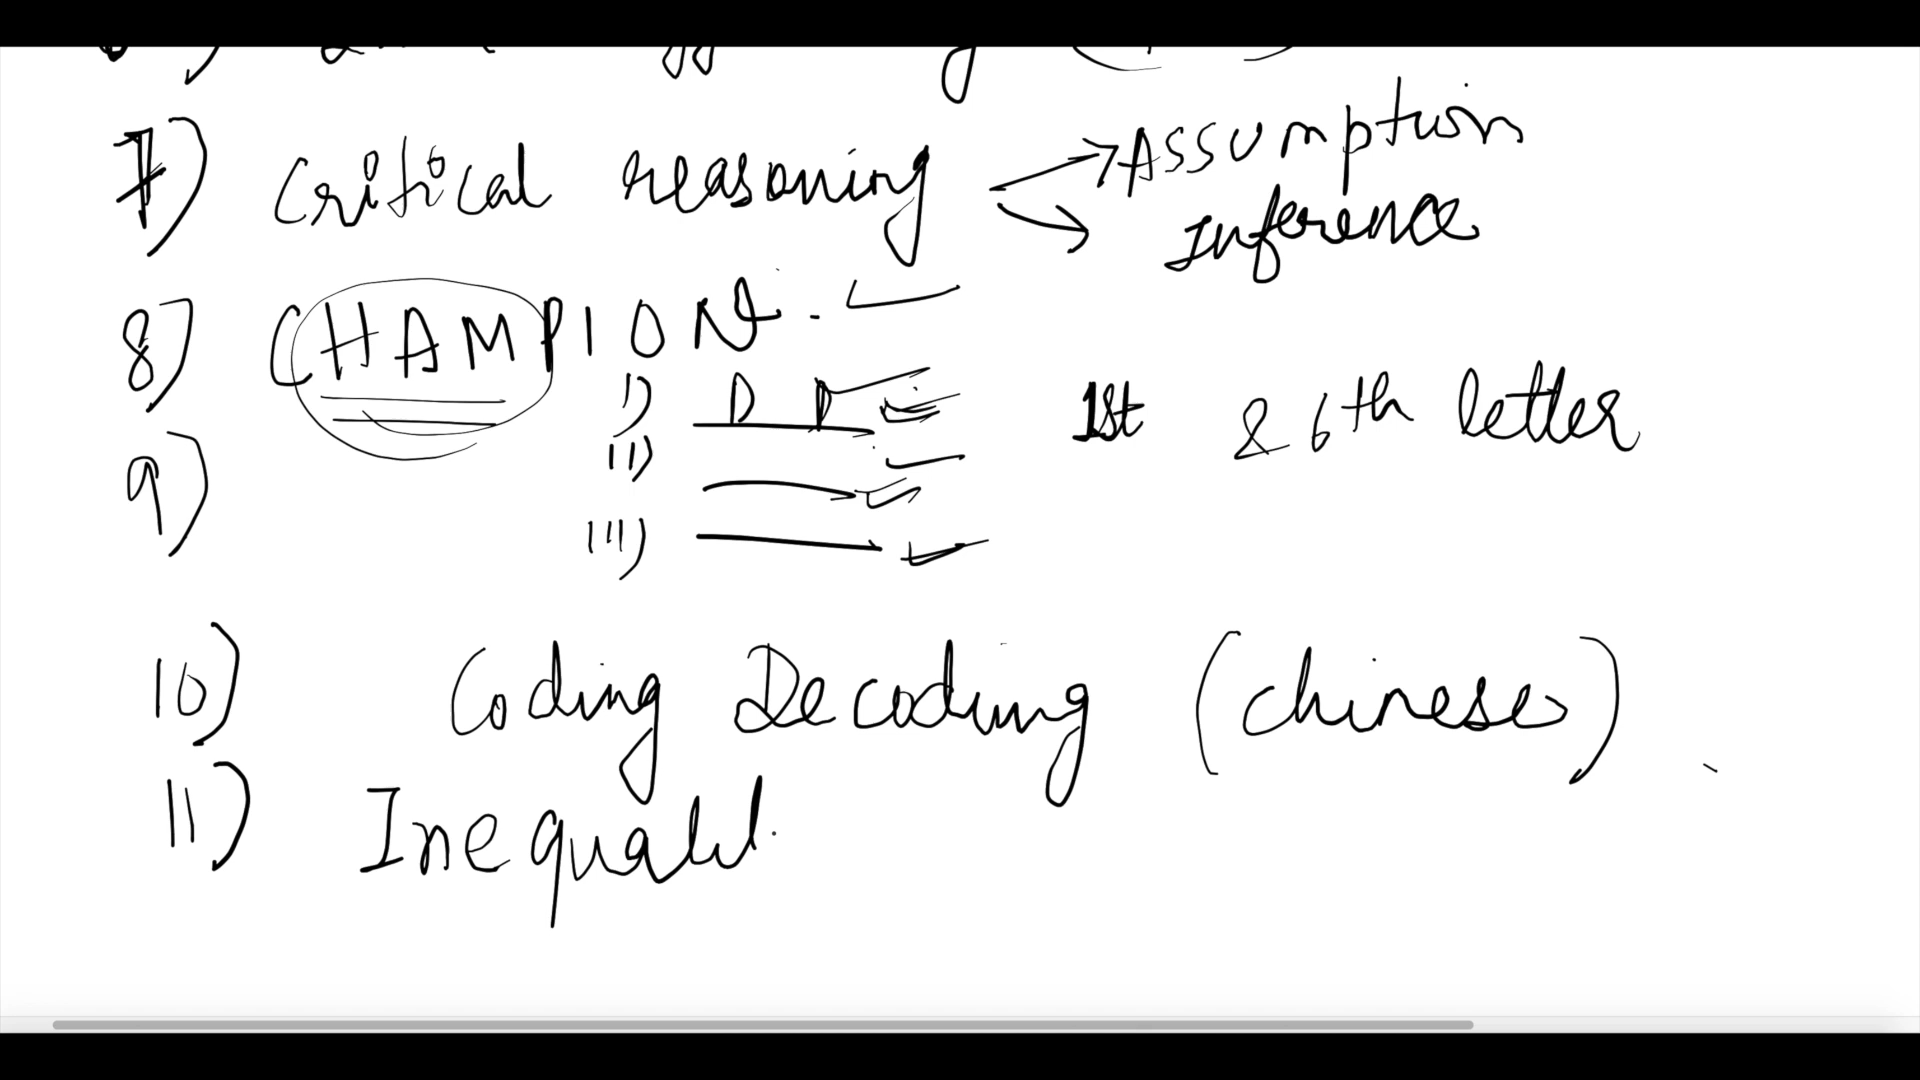 7) Critical reasoning → Assumption
→ Inference
8) CHAMPION.
i) D P 1st & 6th letter
ii)
9)
iii)
10) Coding Decoding (chinese)
11) Inequali